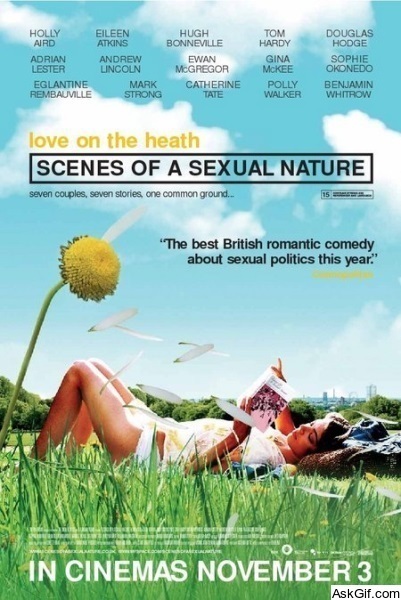 HOLLY AIRD
EILEEN ATKINS
HUGH BONNEVILLE
TOM HARDY
DOUGLAS HODGE
ADRIAN LESTER
ANDREW LINCOLN
EWAN McGREGOR
GINA McKEE
SOPHIE OKONEDO
EGLANTINE REMBAUVILLE
MARK STRONG
CATHERINE TATE
POLLY WALKER
BENJAMIN WHITROW
love on the heath
SCENES OF A SEXUAL NATURE
seven couples, seven stories, one common ground...
15
"The best British romantic comedy
about sexual politics this year."
IN CINEMAS NOVEMBER 3
AskGif.com